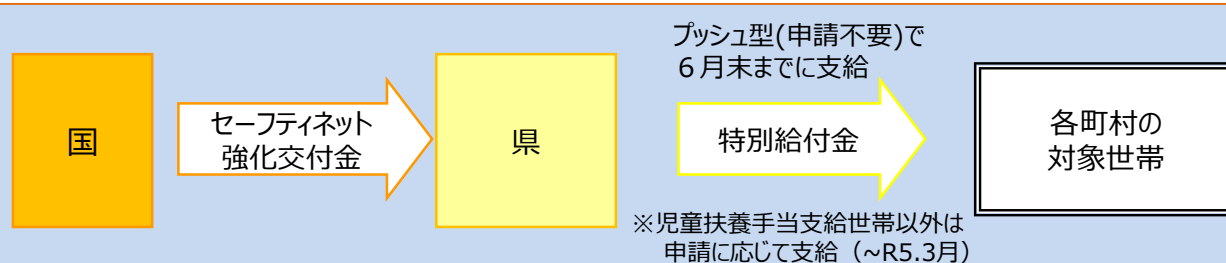 プッシュ型(申請不要)で
６月末までに支給
国
セーフティネット
強化交付金
県
特別給付金
各町村の
対象世帯
※児童扶養手当支給世帯以外は
申請に応じて支給（~R5.3月）